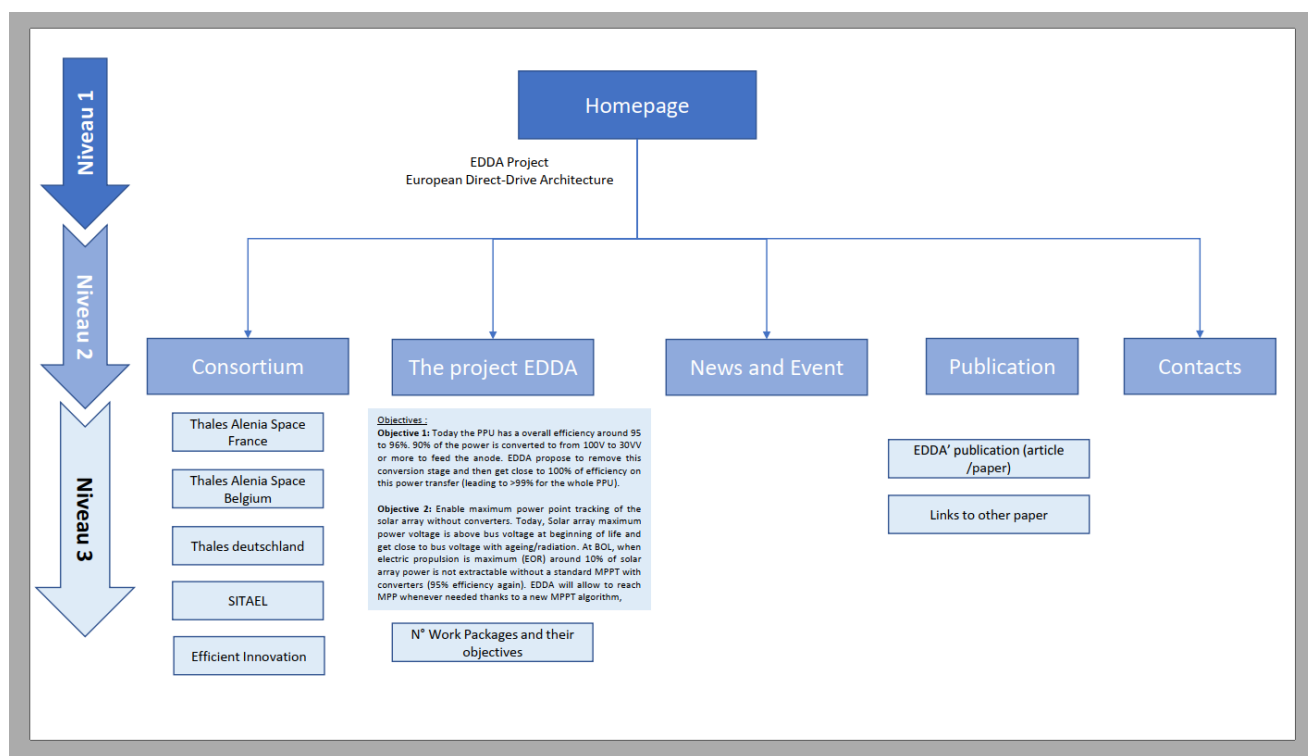 Niveau 1
Homepage
EDDA Project
European Direct-Drive Architecture
Niveau 2
Consortium
The project EDDA
News and Event
Publication
Contacts
Niveau 3
Thales Alenia Space
France
Thales Alenia Space
Belgium
Thales deutschland
SITAEL
Efficient Innovation
Objectives :
Objective 1: Today the PPU has a overall efficiency around 95
to 96%. 90% of the power is converted to from 100V to 30VV
or more to feed the anode. EDDA propose to remove this
conversion stage and then get close to 100% of efficiency on
this power transfer (leading to >99% for the whole PPU).
Objective 2: Enable maximum power point tracking of the
solar array without converters. Today, Solar array maximum
power voltage is above bus voltage at beginning of life and
get close to bus voltage with ageing/radiation. At BOL, when
electric propulsion is maximum (EOR) around 10% of solar
array power is not extractable without a standard MPPT with
converters (95% efficiency again). EDDA will allow to reach
MPP whenever needed thanks to a new MPPT algorithm,
N° Work Packages and their
objectives
EDDA' publication (article
/paper)
Links to other paper